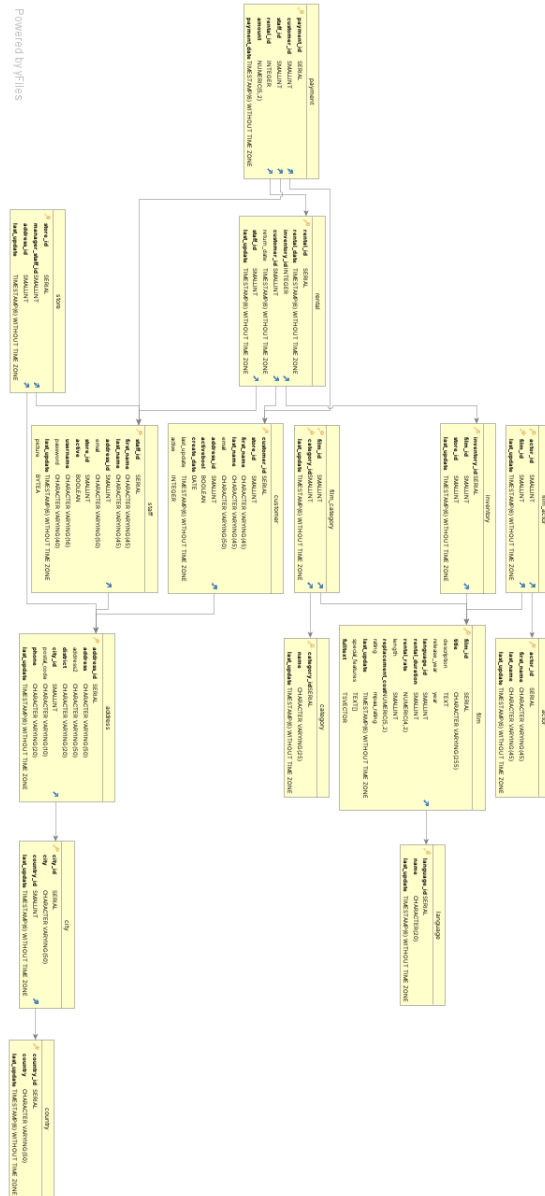 payment
payment_id SERIAL
customer_id SMALLINT
staff_id SMALLINT
rental_id INTEGER
amount NUMERIC(5, 2)
payment_date TIMESTAMP(6) WITHOUT TIME ZONE
rental
rental_id SERIAL
rental_date TIMESTAMP(6) WITHOUT TIME ZONE
inventory_id INTEGER
customer_id SMALLINT
return_date TIMESTAMP(6) WITHOUT TIME ZONE
staff_id SMALLINT
last_update TIMESTAMP(6) WITHOUT TIME ZONE
store
store_id SERIAL
manager_staff_id SMALLINT
address_id SMALLINT
last_update TIMESTAMP(6) WITHOUT TIME ZONE
film_actor
actor_id SMALLINT
film_id SMALLINT
last_update TIMESTAMP(6) WITHOUT TIME ZONE
inventory
inventory_id SERIAL
film_id SMALLINT
store_id SMALLINT
last_update TIMESTAMP(6) WITHOUT TIME ZONE
film_category
film_id SMALLINT
category_id SMALLINT
last_update TIMESTAMP(6) WITHOUT TIME ZONE
customer
customer_id SERIAL
store_id SMALLINT
first_name CHARACTER VARYING(45)
last_name CHARACTER VARYING(45)
email CHARACTER VARYING(50)
address_id SMALLINT
activebool BOOLEAN
create_date DATE
last_update TIMESTAMP(6) WITHOUT TIME ZONE
active INTEGER
staff
staff_id SERIAL
first_name CHARACTER VARYING(45)
last_name CHARACTER VARYING(45)
address_id SMALLINT
email CHARACTER VARYING(50)
store_id SMALLINT
active BOOLEAN
username CHARACTER VARYING(16)
password CHARACTER VARYING(40)
last_update TIMESTAMP(6) WITHOUT TIME ZONE
picture BYTEA
actor
actor_id SERIAL
first_name CHARACTER VARYING(45)
last_name CHARACTER VARYING(45)
last_update TIMESTAMP(6) WITHOUT TIME ZONE
film
film_id SERIAL
title CHARACTER VARYING(255)
description TEXT
release_year year
language_id SMALLINT
rental_duration SMALLINT
rental_rate NUMERIC(4, 2)
length SMALLINT
replacement_cost NUMERIC(5, 2)
rating mpaa_rating
last_update TIMESTAMP(6) WITHOUT TIME ZONE
special_features TEXT[]
fulltext TSVECTOR
category
category_id SERIAL
name CHARACTER VARYING(25)
last_update TIMESTAMP(6) WITHOUT TIME ZONE
address
address_id SERIAL
address CHARACTER VARYING(50)
address2 CHARACTER VARYING(50)
district CHARACTER VARYING(20)
city_id SMALLINT
postal_code CHARACTER VARYING(10)
phone CHARACTER VARYING(20)
last_update TIMESTAMP(6) WITHOUT TIME ZONE
language
language_id SERIAL
name CHARACTER(20)
last_update TIMESTAMP(6) WITHOUT TIME ZONE
city
city_id SERIAL
city CHARACTER VARYING(50)
country_id SMALLINT
last_update TIMESTAMP(6) WITHOUT TIME ZONE
country
country_id SERIAL
country CHARACTER VARYING(50)
last_update TIMESTAMP(6) WITHOUT TIME ZONE
Powered by yFiles